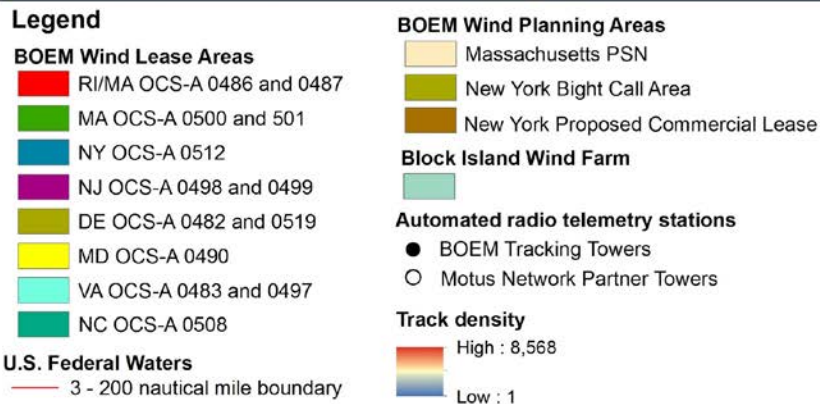 Legend
BOEM Wind Lease Areas
RI/MA OCS-A 0486 and 0487
MA OCS-A 0500 and 501
NY OCS-A 0512
NJ OCS-A 0498 and 0499
DE OCS-A 0482 and 0519
MD OCS-A 0490
VA OCS-A 0483 and 0497
NC OCS-A 0508
U.S. Federal Waters
3 - 200 nautical mile boundary
BOEM Wind Planning Areas
Massachusetts PSN
New York Bight Call Area
New York Proposed Commercial Lease
Block Island Wind Farm
Automated radio telemetry stations
BOEM Tracking Towers
Motus Network Partner Towers
Track density
High : 8,568
Low : 1